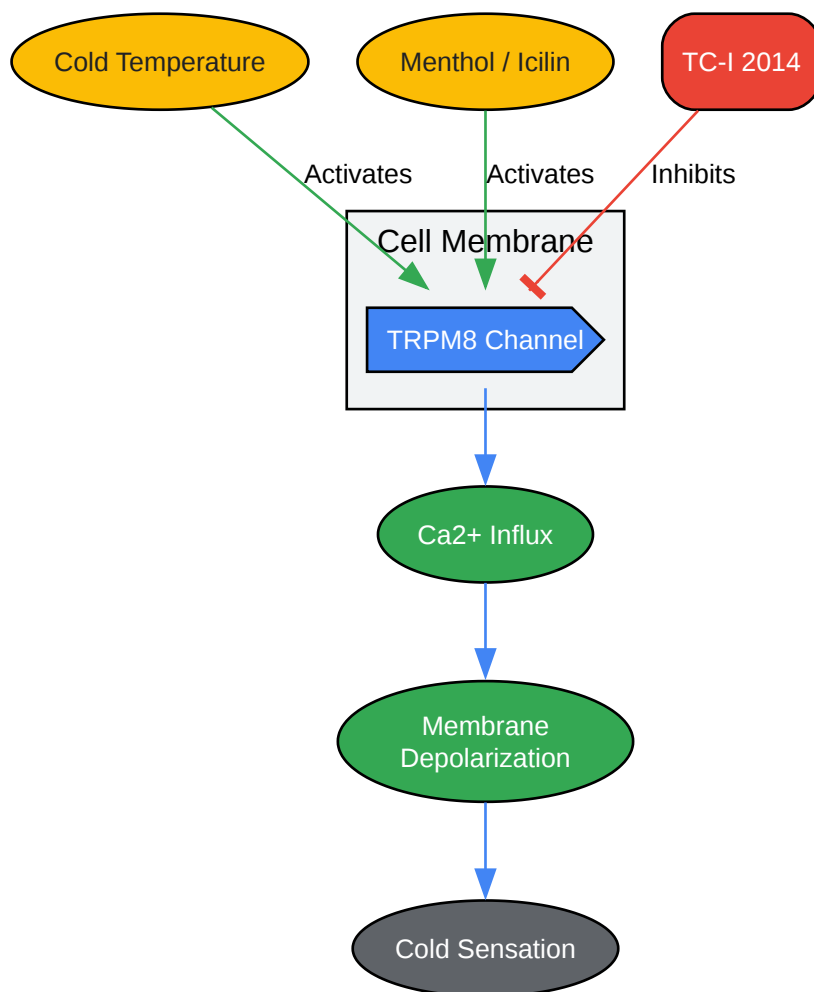 Cold Temperature
Menthol / Icilin
TC-I 2014
Activates
Activates
Inhibits
Cell Membrane
TRPM8 Channel
Ca2+ Influx
Membrane
Depolarization
Cold Sensation